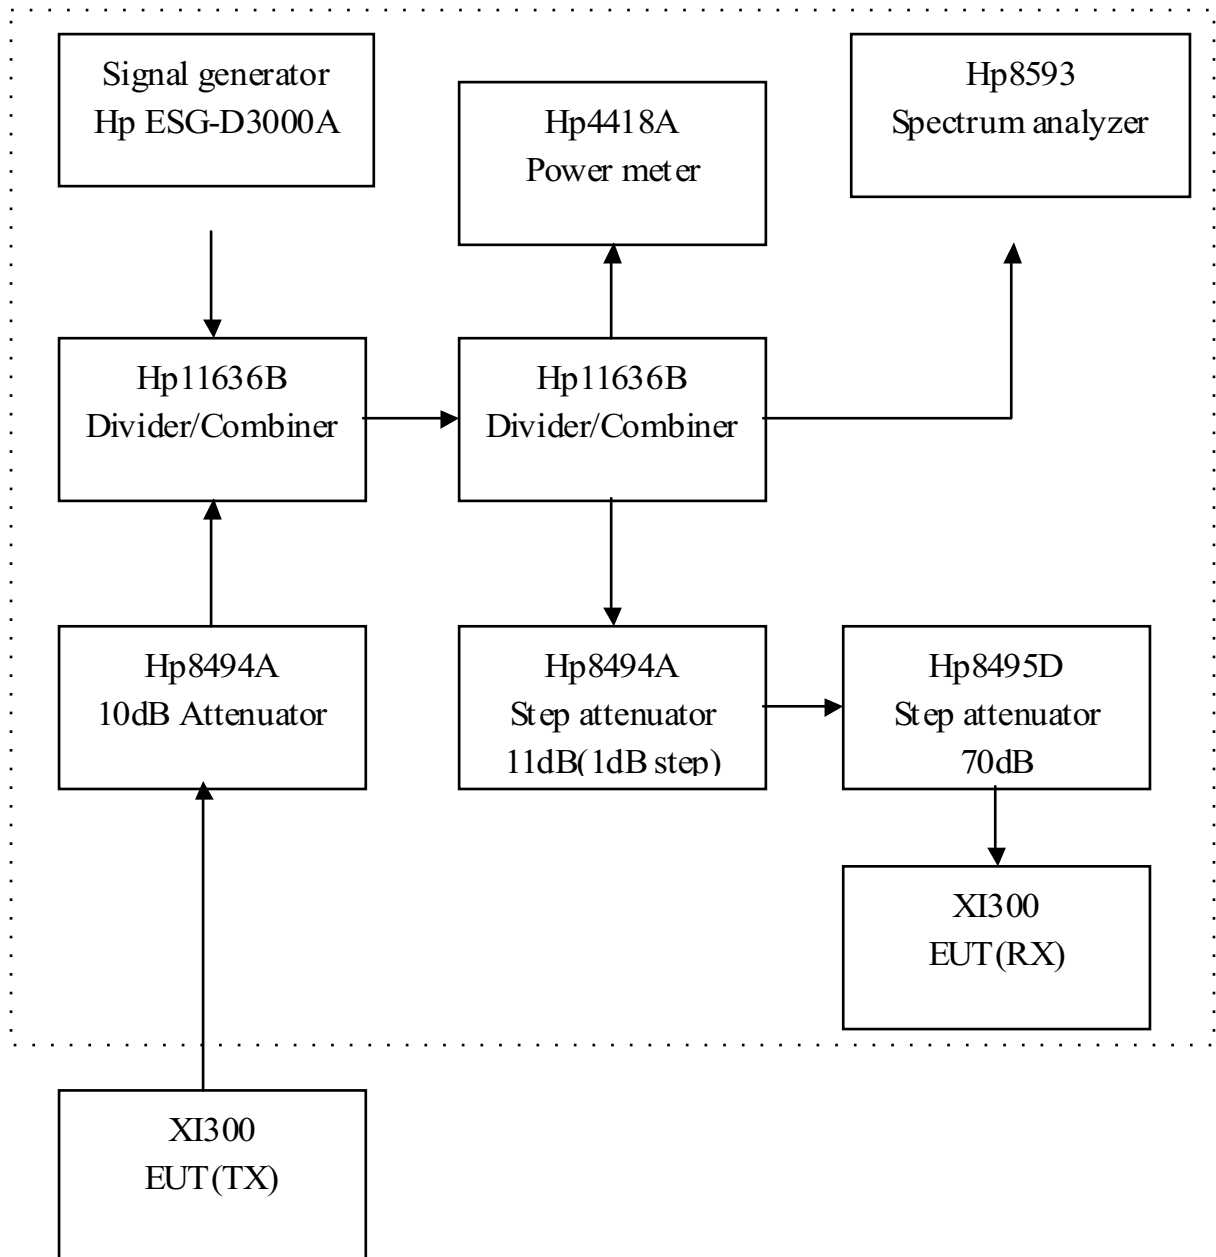 Signal generator
Hp ESG-D3000A
Hp4418A
Power meter
Hp8593
Spectrum analyzer
Hp11636B
Divider/Combiner
Hp11636B
Divider/Combiner
Hp8494A
10dB Attenuator
Hp8494A
Step attenuator
11dB(1dB step)
Hp8495D
Step attenuator
70dB
XI300
EUT(RX)
XI300
EUT(TX)